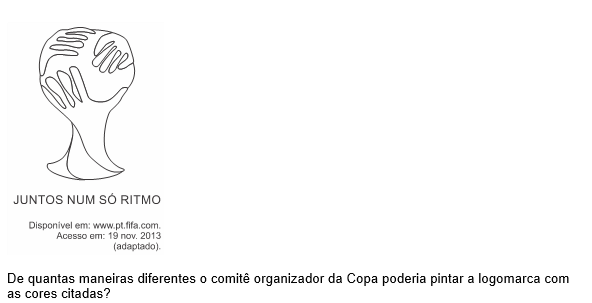 JUNTOS NUM SÓ RITMO
Disponível em: www.pt.fifa.com.
Acesso em: 19 nov. 2013
(adaptado).
De quantas maneiras diferentes o comitê organizador da Copa poderia pintar a logomarca com
as cores citadas?